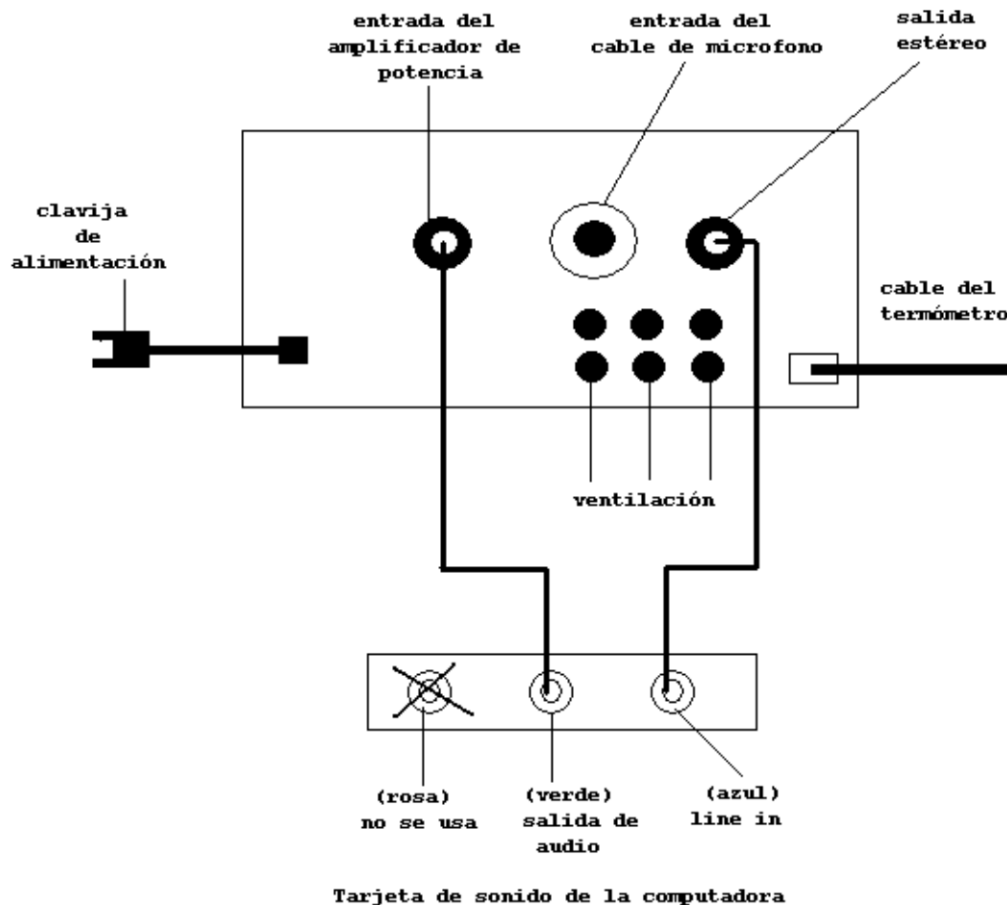 entrada del
amplificador de
potencia
entrada del
cable de microfono
salida
estéreo
clavija
de
alimentación
cable del
termómetro
ventilación
(rosa)
no se usa
(verde)
salida de
audio
(azul)
line in
Tarjeta de sonido de la computadora